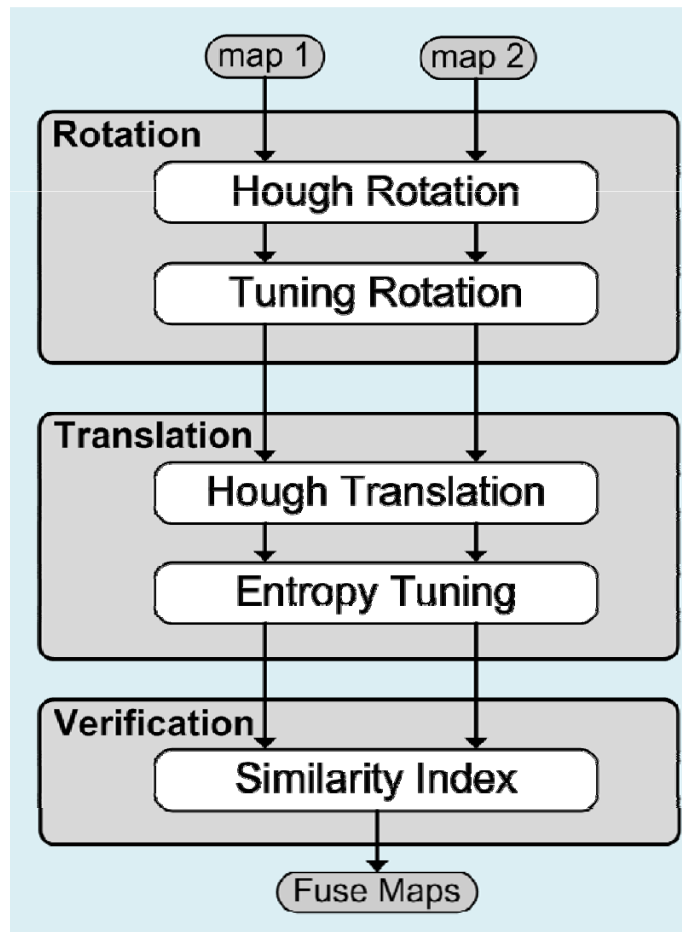 map 1
map 2
Rotation
Hough Rotation
Tuning Rotation
Translation
Hough Translation
Entropy Tuning
Verification
Similarity Index
Fuse Maps